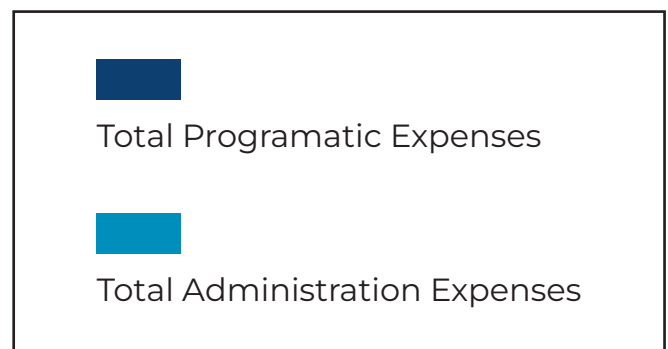 Total Programatic Expenses
Total Administration Expenses